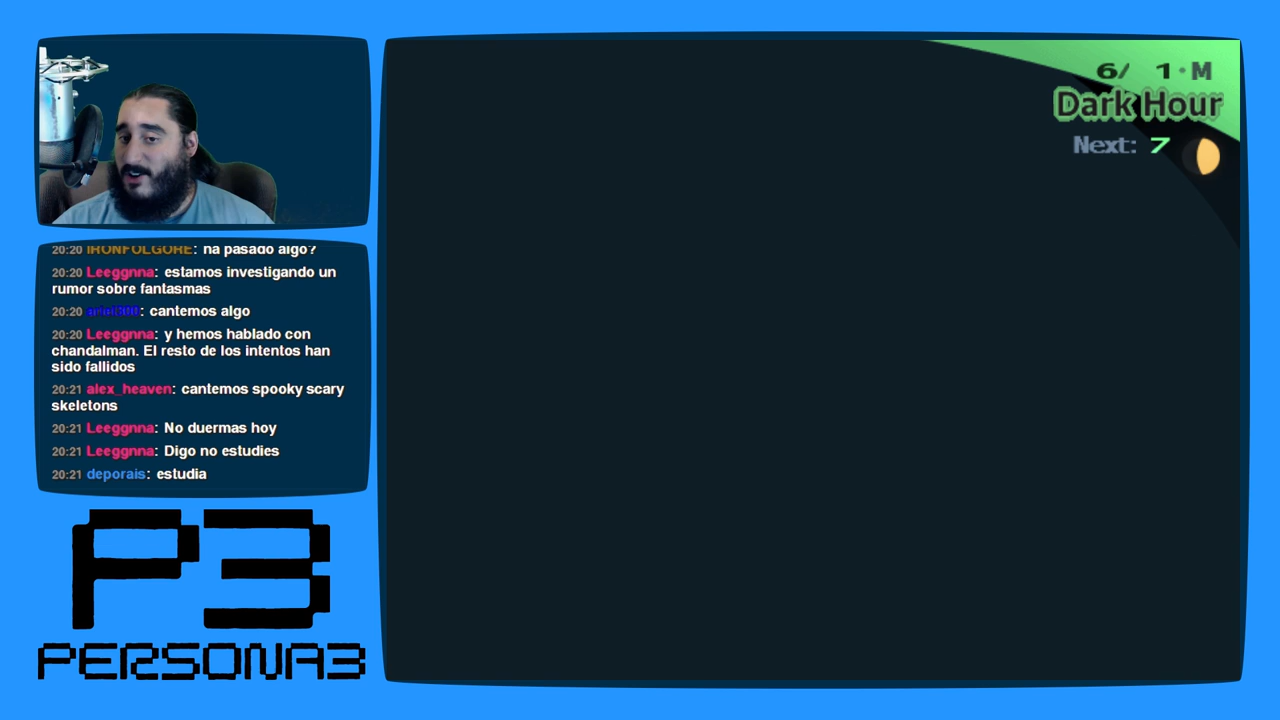 6/ 1·M
Dark Hour
Next: 7
20:20 IRONFOLGORE: ha pasado algo?
20:20 Leeggnna: estamos investigando un
rumor sobre fantasmas
20:20 : cantemos algo
20:20 Leeggnna: y hemos hablado con
chandalman. El resto de los intentos han
sido fallidos
20:21 alex_heaven: cantemos spooky scary
skeletons
20:21 Leeggnna: No duermas hoy
20:21 Leeggnna: Digo no estudies
20:21 deporais: estudia
P3
PERSONA3